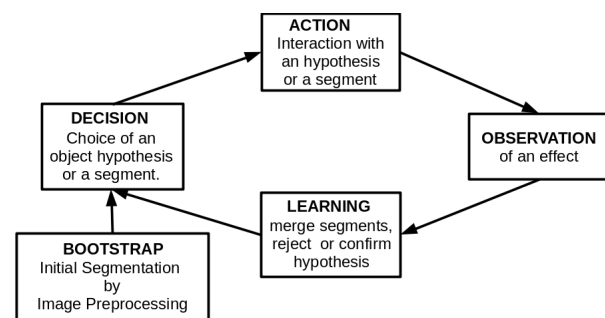 ACTION
Interaction with
an hypothesis
or a segment
DECISION
Choice of an
object hypothesis
or a segment.
OBSERVATION
of an effect
LEARNING
merge segments,
reject or confirm
hypothesis
BOOTSTRAP
Initial Segmentation
by
Image Preprocessing